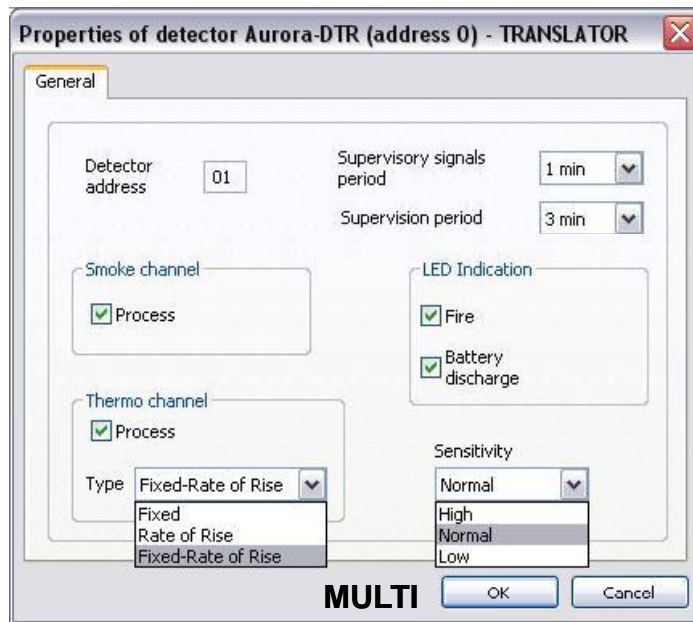 Properties of detector Aurora-DTR (address 0) - TRANSLATOR
General
Detector address
01
Supervisory signals period
1 min
Supervision period
3 min
Smoke channel
Process
LED Indication
Fire
Battery discharge
Thermo channel
Process
Type
Fixed-Rate of Rise
Fixed
Rate of Rise
Fixed-Rate of Rise
Sensitivity
Normal
High
Normal
Low
MULTI
OK
Cancel